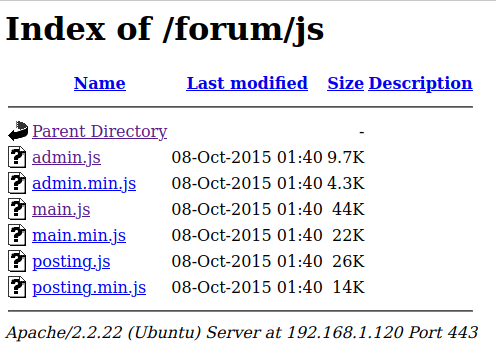 Index of /forum/js
Name Last modified Size Description
Parent Directory -
admin.js 08-Oct-2015 01:40 9.7K
admin.min.js 08-Oct-2015 01:40 4.3K
main.js 08-Oct-2015 01:40 44K
main.min.js 08-Oct-2015 01:40 22K
posting.js 08-Oct-2015 01:40 26K
posting.min.js 08-Oct-2015 01:40 14K
Apache/2.2.22 (Ubuntu) Server at 192.168.1.120 Port 443